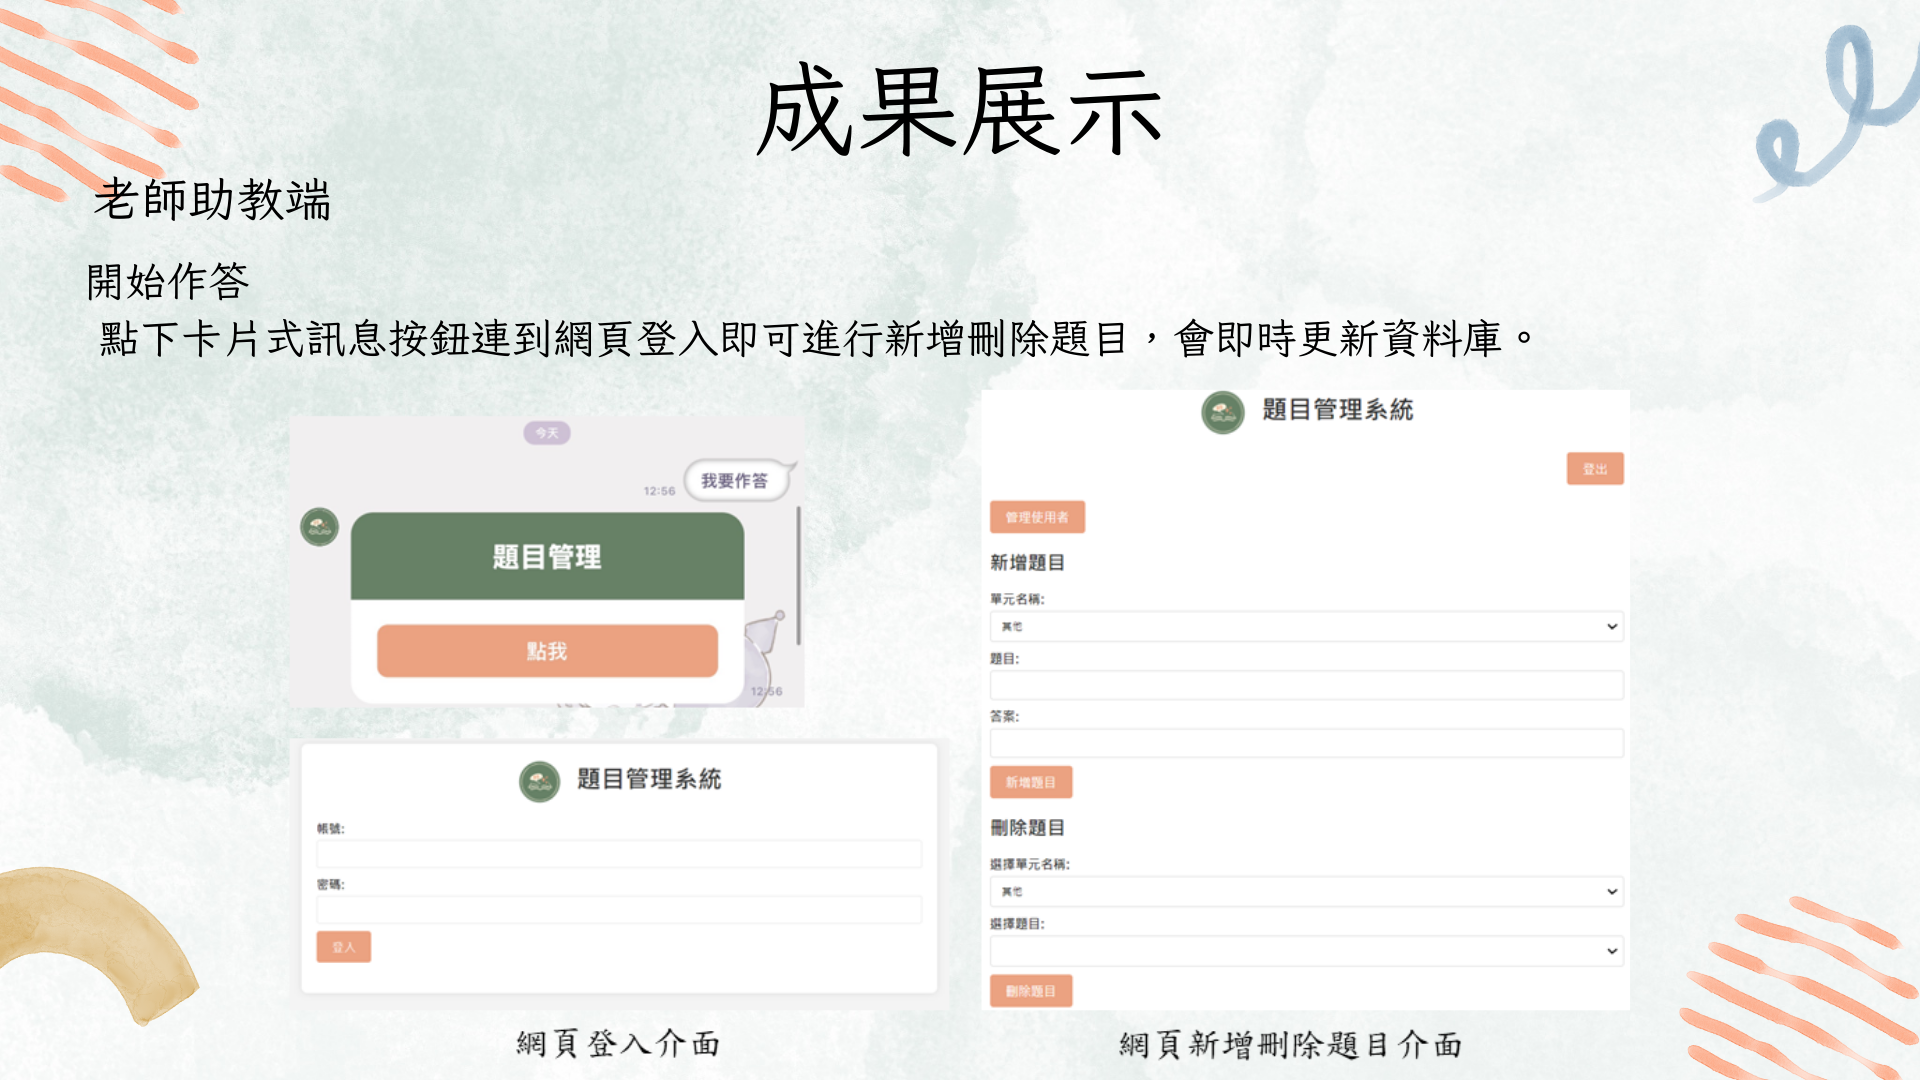 成果展示
老師助教端
開始作答
點下卡片式訊息按鈕連到網頁登入即可進行新增刪除題目，會即時更新資料庫。
今天
我要作答
12:56
題目管理
點我
12:56
題目管理系統
帳號:
密碼:
登入
網頁登入介面
題目管理系統
登出
管理使用者
新增題目
單元名稱:
其他
題目:
答案:
新增題目
刪除題目
選擇單元名稱:
其他
選擇題目:
刪除題目
網頁新增刪除題目介面